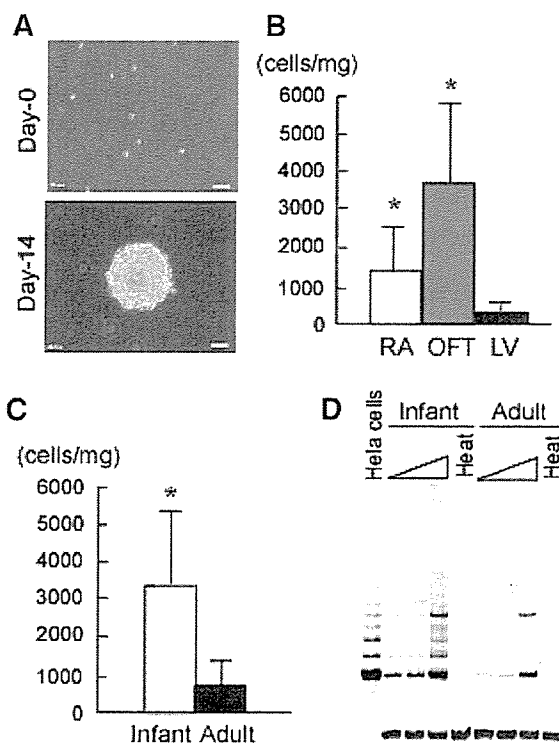 A
Day-0
Day-14
B
(cells/mg)
6000
5000
4000
3000
2000
1000
0
*
*
RA OFT LV
C
(cells/mg)
6000
5000
4000
3000
2000
1000
0
*
Infant Adult
D
Hela cells
Infant
Heat
Adult
Heat